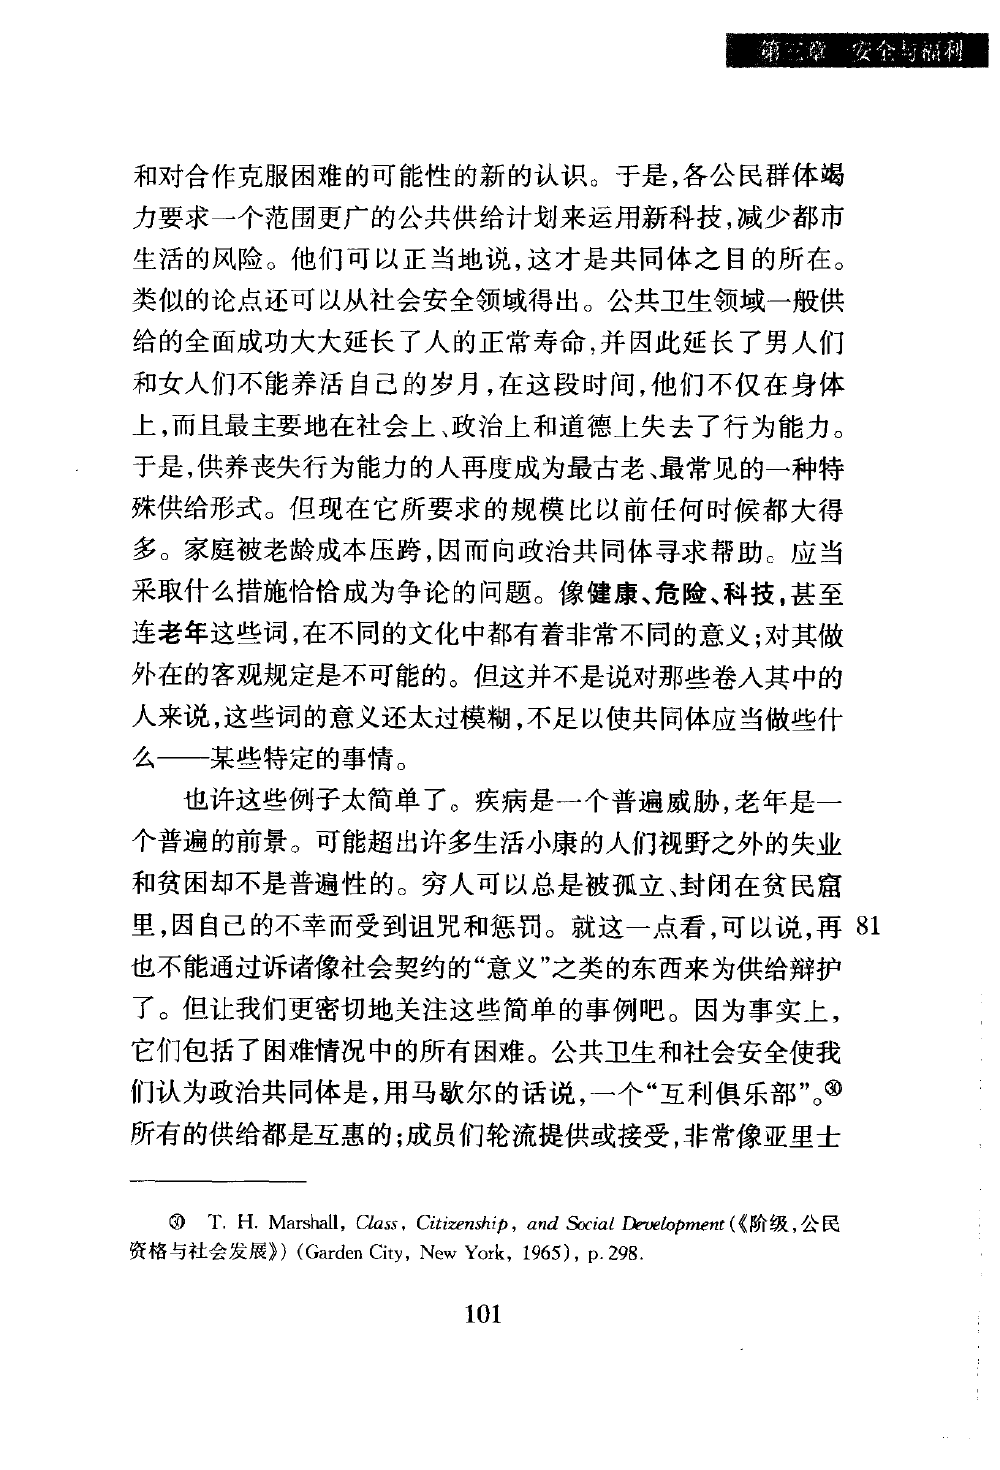 第三章 安全与福利
和对合作克服困难的可能性的新的认识。于是,各公民群体竭
力要求一个范围更广的公共供给计划来运用新科技,减少都市
生活的风险。他们可以正当地说,这才是共同体之目的所在。
类似的论点还可以从社会安全领域得出。公共卫生领域一般供
给的全面成功大大延长了人的正常寿命,并因此延长了男人们
和女人们不能养活自己的岁月,在这段时间,他们不仅在身体
上,而且最主要地在社会上、政治上和道德上失去了行为能力。
于是,供养丧失行为能力的人再度成为最古老、最常见的一种特
殊供给形式。但现在它所要求的规模比以前任何时候都大得
多。家庭被老龄成本压跨,因而向政治共同体寻求帮助。应当
采取什么措施恰恰成为争论的问题。像健康、危险、科技,甚至
连老年这些词,在不同的文化中都有着非常不同的意义;对其做
外在的客观规定是不可能的。但这并不是说对那些卷入其中的
人来说,这些词的意义还太过模糊,不足以使共同体应当做些什
么——某些特定的事情。
也许这些例子太简单了。疾病是一个普遍威胁,老年是一
个普遍的前景。可能超出许多生活小康的人们视野之外的失业
和贫困却不是普遍性的。穷人可以总是被孤立、封闭在贫民窟
里,因自己的不幸而受到诅咒和惩罚。就这一点看,可以说,再 81
也不能通过诉诸像社会契约的“意义”之类的东西来为供给辩护
了。但让我们更密切地关注这些简单的事例吧。因为事实上,
它们包括了困难情况中的所有困难。公共卫生和社会安全使我
们认为政治共同体是,用马歇尔的话说,一个“互利俱乐部”。㉚
所有的供给都是互惠的;成员们轮流提供或接受,非常像亚里士
㉚ T. H. Marshall, Class, Citizenship, and Social Development(《阶级,公民
资格与社会发展》) (Garden City, New York, 1965), p.298.
101